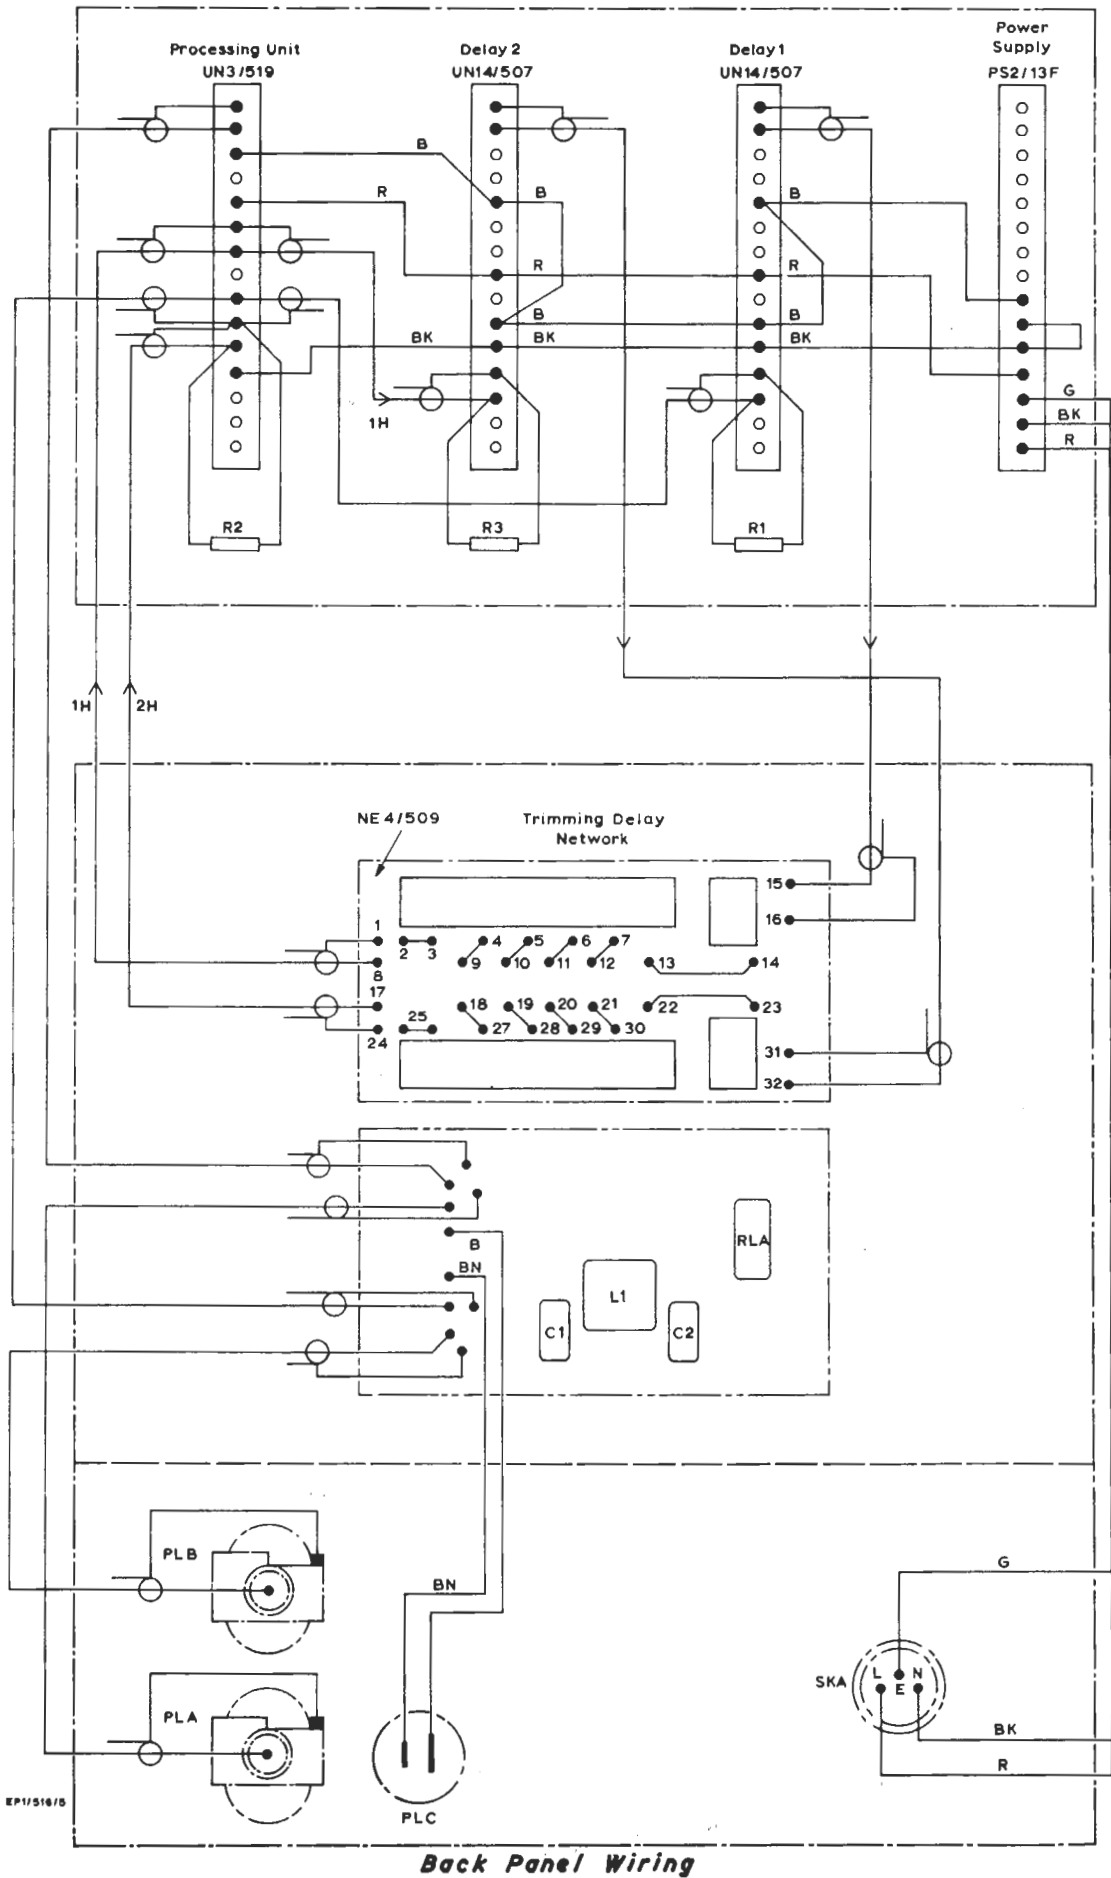 Processing Unit
UN3/519
Delay 2
UN14/507
Delay 1
UN14/507
Power
Supply
PS2/13F
B
R
B
R
B
B
R
B
BK
BK
BK
1H
G
BK
R
R2
R3
R1
1H
2H
NE4/509
Trimming Delay
Network
1
2
3
4
5
6
7
8
9
10
11
12
13
14
15
16
17
18
19
20
21
22
23
24
25
27
28
29
30
31
32
B
BN
RLA
L1
C1
C2
PLB
BN
G
PLA
SKA
L
E
N
BK
R
PLC
EP1/516/5
Back Panel Wiring